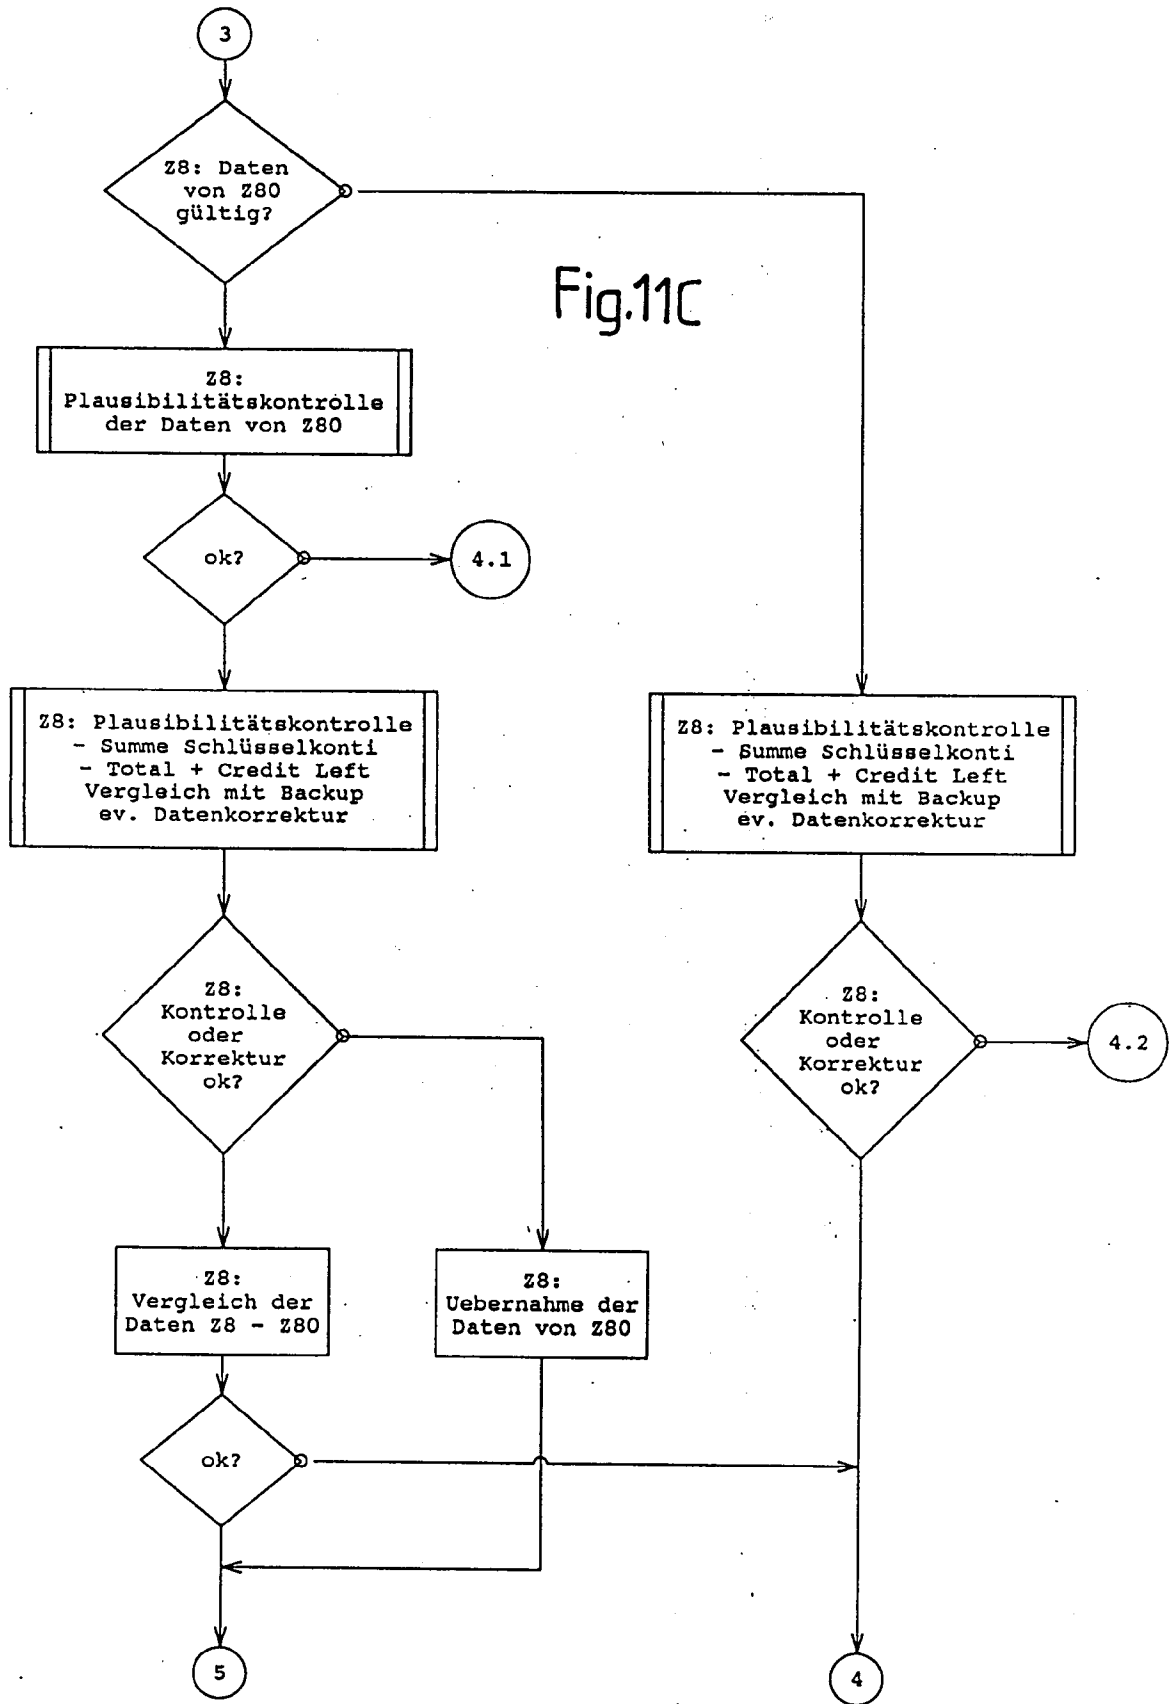 3
Z8: Daten
von Z80
gültig?
Fig.11C
Z8:
Plausibilitätskontrolle
der Daten von Z80
ok?
4.1
Z8: Plausibilitätskontrolle
- Summe Schlüsselkonti
- Total + Credit Left
Vergleich mit Backup
ev. Datenkorrektur
Z8: Plausibilitätskontrolle
- Summe Schlüsselkonti
- Total + Credit Left
Vergleich mit Backup
ev. Datenkorrektur
Z8:
Kontrolle
oder
Korrektur
ok?
Z8:
Kontrolle
oder
Korrektur
ok?
4.2
Z8:
Vergleich der
Daten Z8 - Z80
Z8:
Uebernahme der
Daten von Z80
ok?
5
4